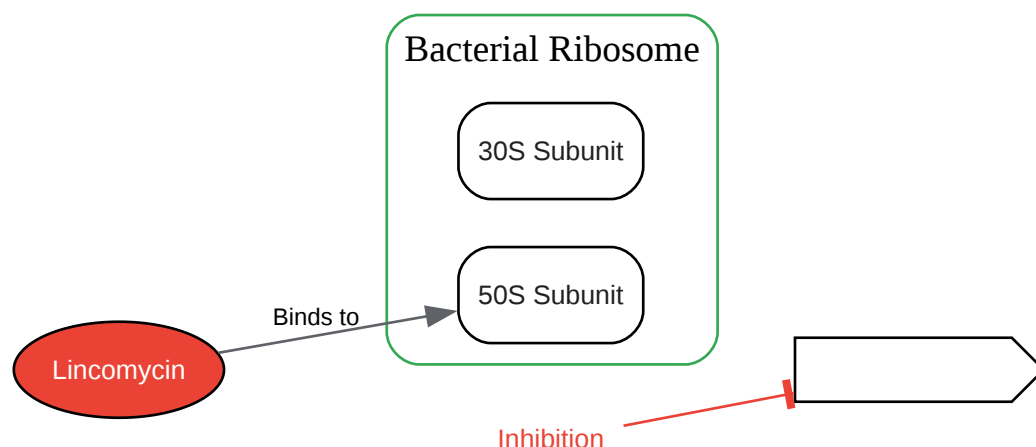 Bacterial Ribosome
30S Subunit
50S Subunit
Binds to
Lincomycin
Inhibition